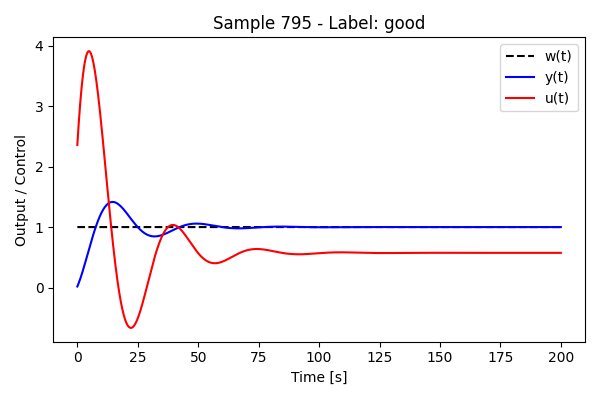 Sample 795 - Label: good
Output / Control
4
3
2
1
0
w(t)
y(t)
u(t)
0 25 50 75 100 125 150 175 200
Time [s]